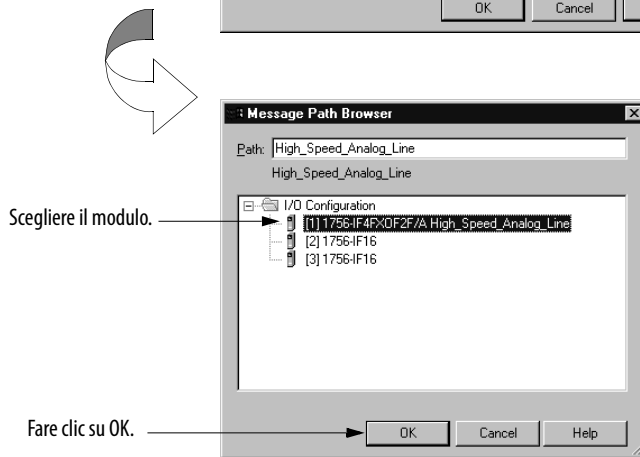 OK Cancel
Message Path Browser
Path: High_Speed_Analog_Line
High_Speed_Analog_Line
I/O Configuration
Scegliere il modulo.
[1] 1756-IF4FXOF2F/A High_Speed_Analog_Line
[2] 1756-IF16
[3] 1756-IF16
Fare clic su OK.
OK Cancel Help